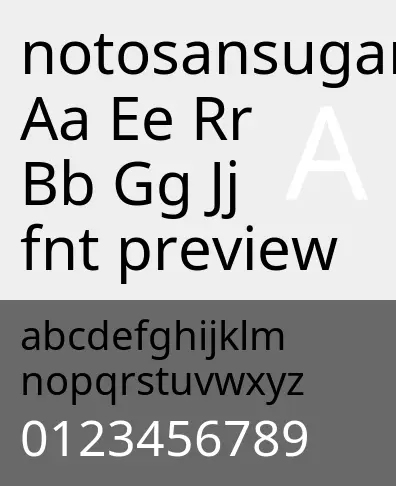 notosansugar
Aa Ee Rr
A
Bb Gg Jj
fnt preview
abcdefghijklm
nopqrstuvwxyz
0123456789